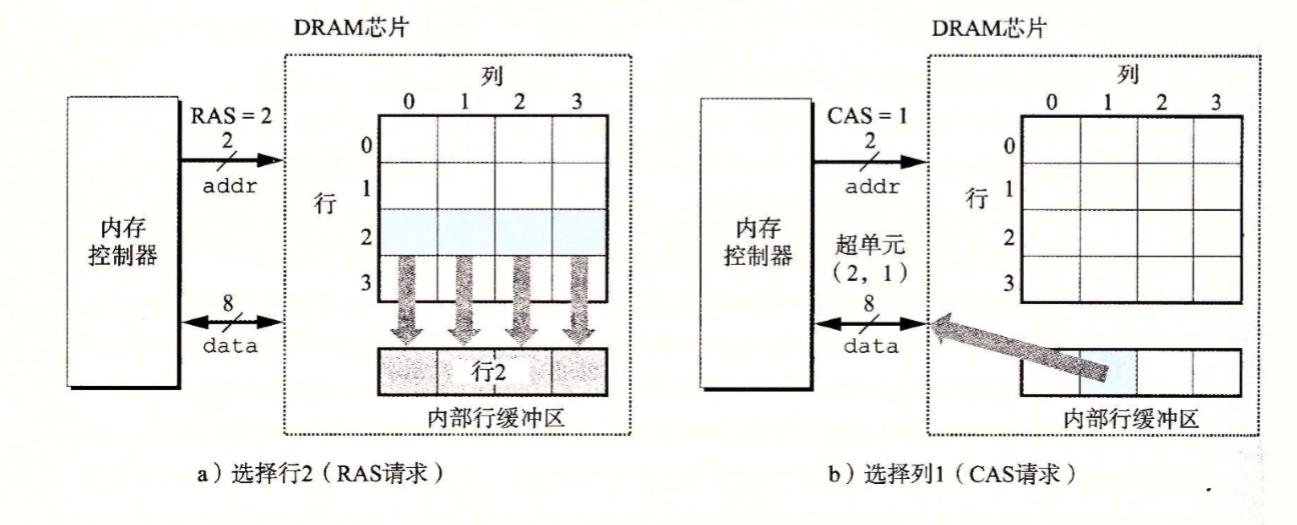 DRAM芯片
列
0 1 2 3
RAS = 2
2
addr
0
行
1
2
3
内存
控制器
8
data
行2
内部行缓冲区
a）选择行2（RAS请求）
DRAM芯片
列
0 1 2 3
CAS = 1
2
addr
0
行 1
2
3
内存
控制器
超单元
（2，1）
8
data
内部行缓冲区
b）选择列1（CAS请求）